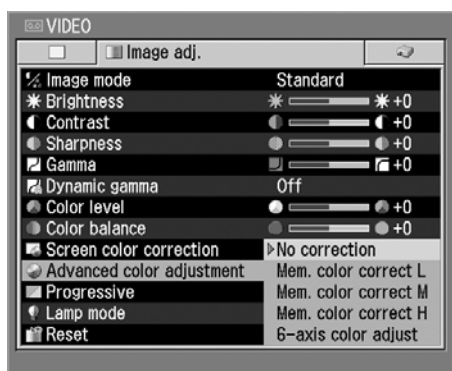 VIDEO
Image adj.
Image mode Standard
Brightness +0
Contrast +0
Sharpness +0
Gamma +0
Dynamic gamma Off
Color level +0
Color balance +0
Screen color correction No correction
Advanced color adjustment Mem. color correct L
Progressive Mem. color correct M
Lamp mode Mem. color correct H
Reset 6-axis color adjust